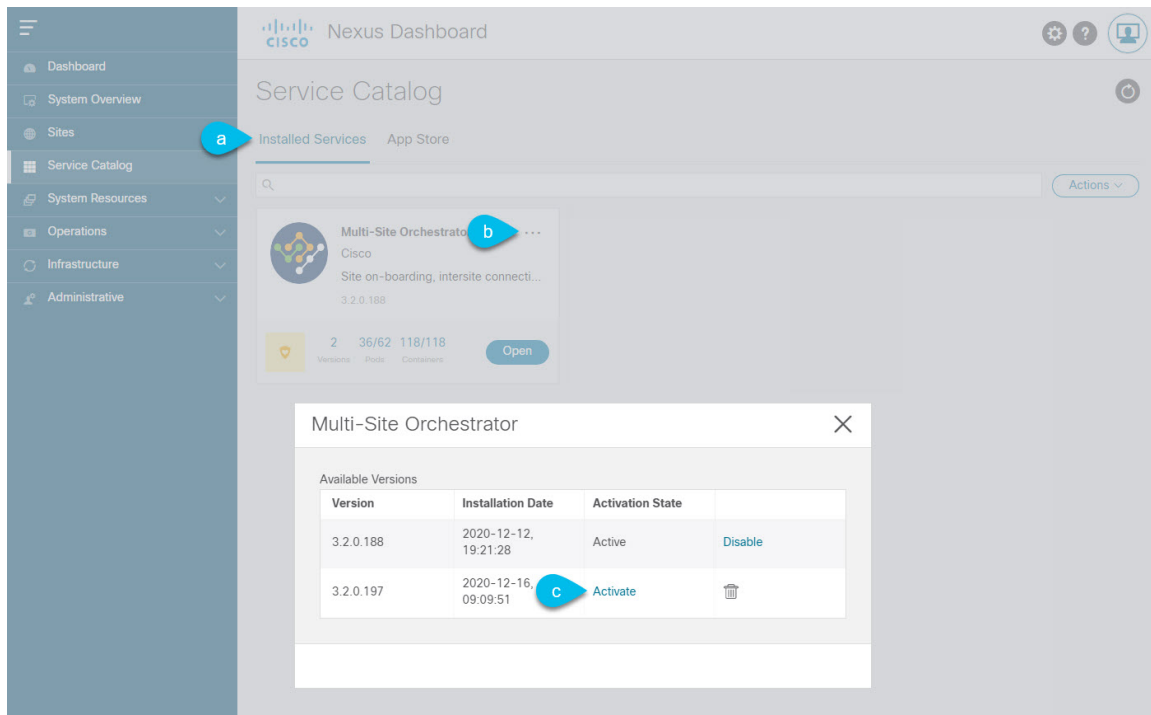 CISCO Nexus Dashboard
?
Dashboard
System Overview
Sites
Service Catalog
System Resources
Operations
Infrastructure
Administrative
Service Catalog
a
Installed Services App Store
Actions
Multi-Site Orchestrato
b
...
Cisco
Site on-boarding, intersite connecti...
3.2.0.188
2 36/62 118/118
Versions Pods Containers
Open
Multi-Site Orchestrator
Available Versions
Version Installation Date Activation State
3.2.0.188 2020-12-12, Active Disable
19:21:28
3.2.0.197 2020-12-16, c Activate
09:09:51